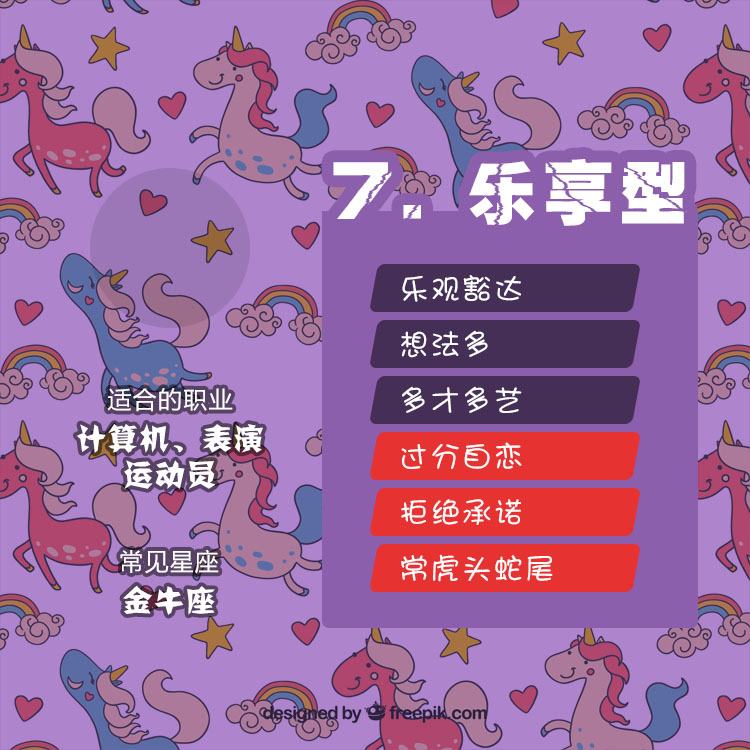 7. 乐享型
乐观豁达
想法多
多才多艺
过分自恋
拒绝承诺
常虎头蛇尾
适合的职业
计算机、表演
运动员
常见星座
金牛座
designed by freepik.com